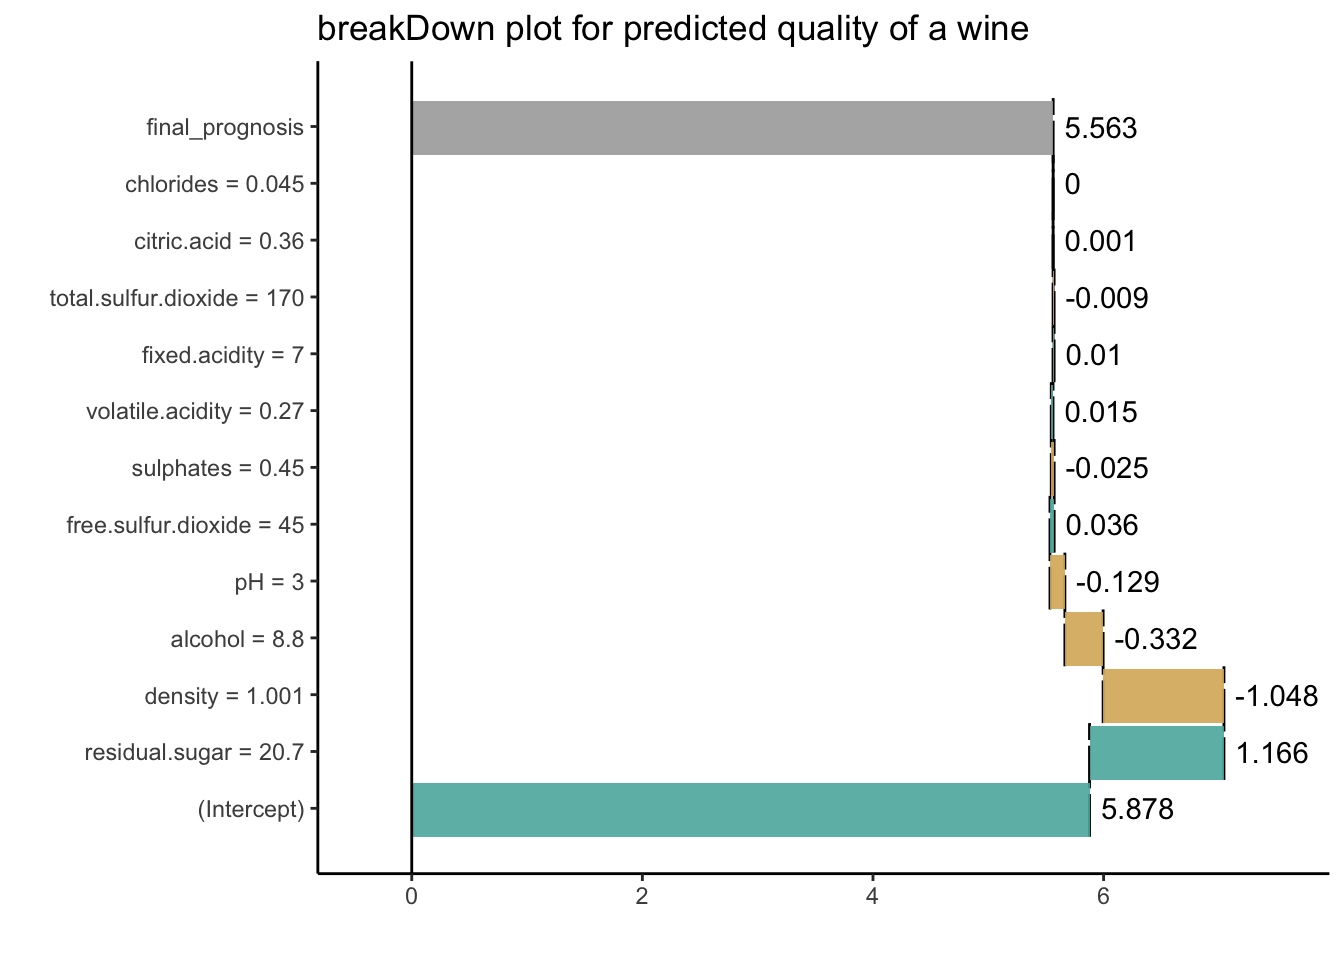 breakDown plot for predicted quality of a wine
final_prognosis 5.563
chlorides = 0.045 0
citric.acid = 0.36 0.001
total.sulfur.dioxide = 170 -0.009
fixed.acidity = 7 0.01
volatile.acidity = 0.27 0.015
sulphates = 0.45 -0.025
free.sulfur.dioxide = 45 0.036
pH = 3 -0.129
alcohol = 8.8 -0.332
density = 1.001 -1.048
residual.sugar = 20.7 1.166
(Intercept) 5.878
0 2 4 6